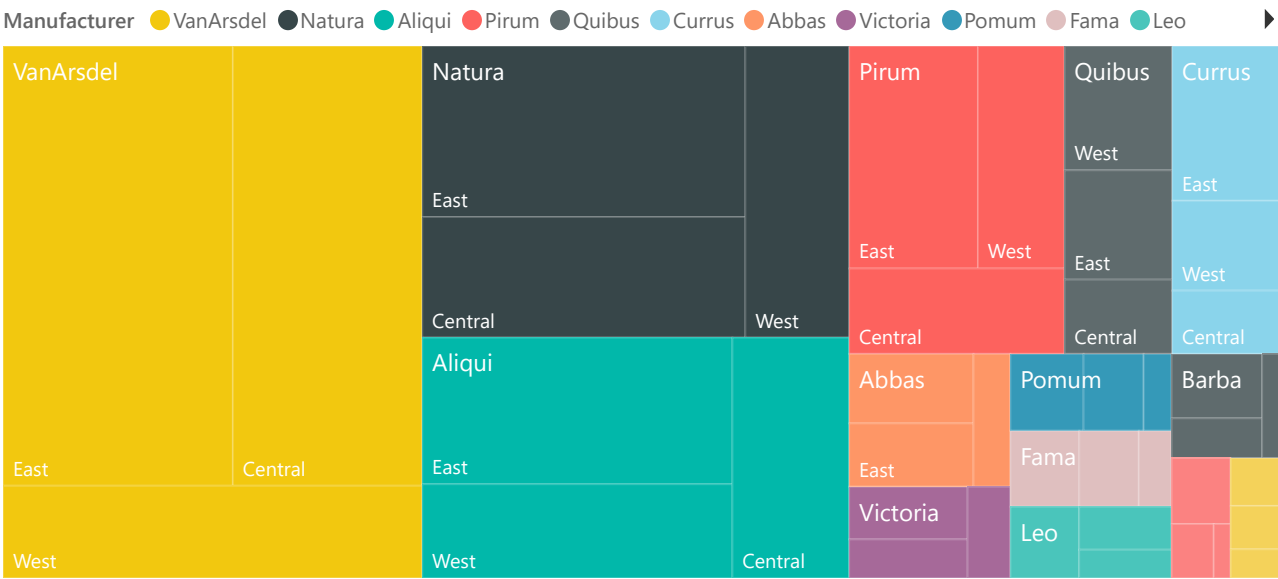 Manufacturer VanArsdel Natura Aliqui Pirum Quibus Currus Abbas Victoria Pomum Fama Leo
VanArsdel
East
Central
West
Natura
East
Central
West
Aliqui
East
West
Central
Pirum
East
West
Central
Quibus
West
East
Central
Currus
East
West
Central
Abbas
East
Victoria
Pomum
Fama
Leo
Barba